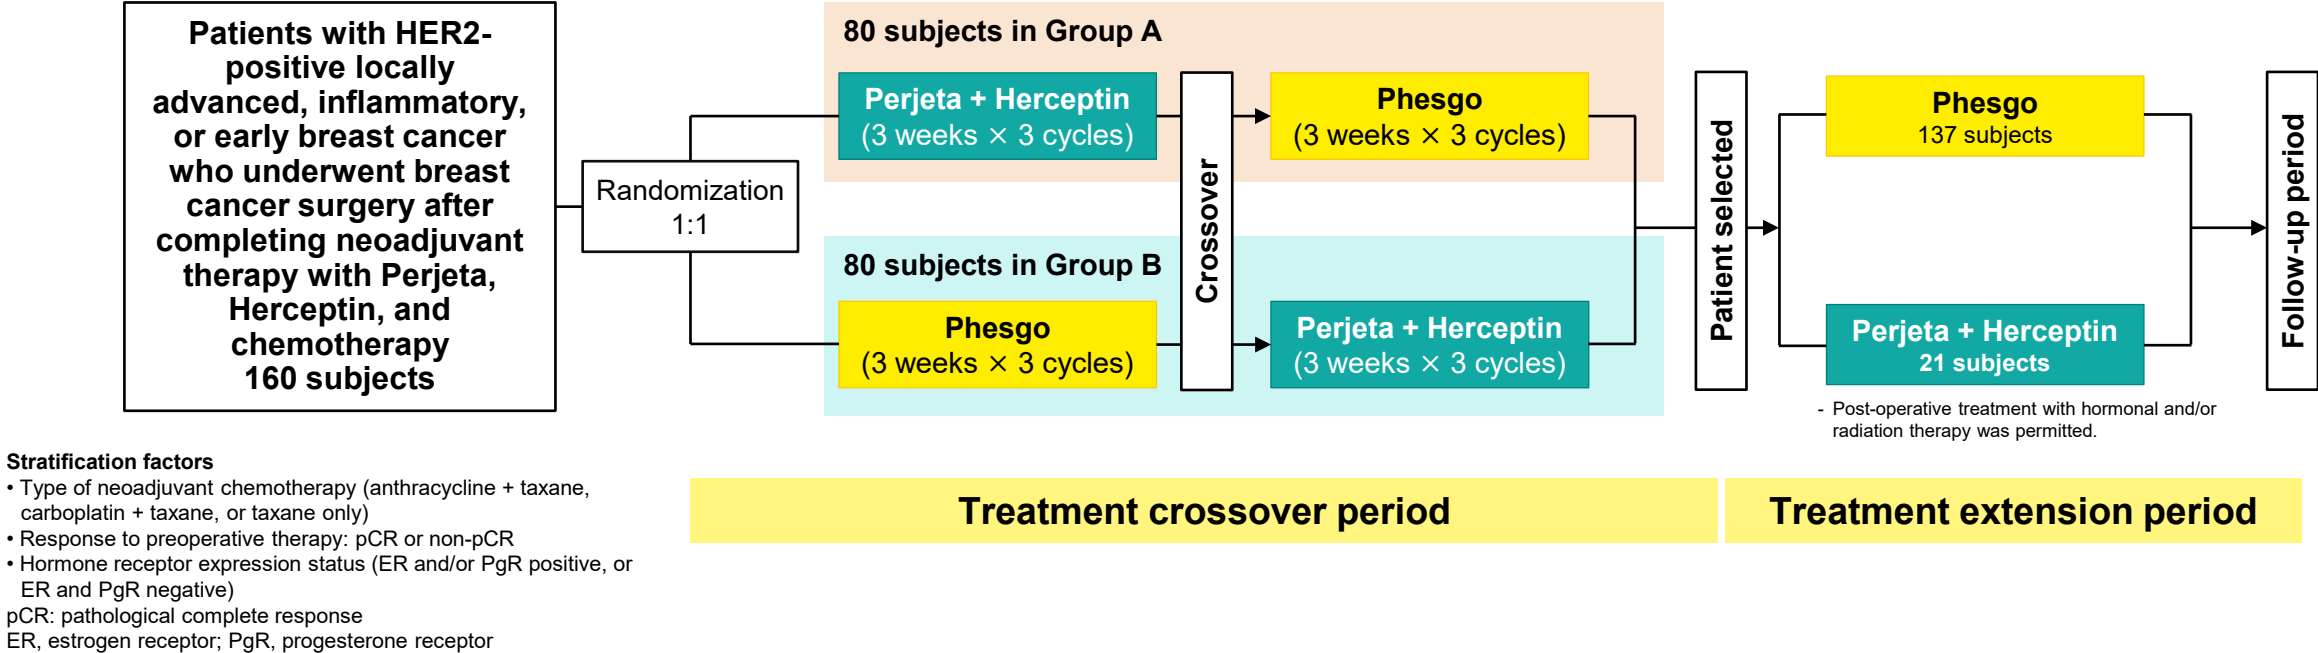 Patients with HER2-
positive locally
advanced, inflammatory,
or early breast cancer
who underwent breast
cancer surgery after
completing neoadjuvant
therapy with Perjeta,
Herceptin, and
chemotherapy
160 subjects
Randomization
1:1
80 subjects in Group A
Perjeta + Herceptin
(3 weeks × 3 cycles)
Crossover
Phesgo
(3 weeks × 3 cycles)
80 subjects in Group B
Phesgo
(3 weeks × 3 cycles)
Perjeta + Herceptin
(3 weeks × 3 cycles)
Patient selected
Phesgo
137 subjects
Perjeta + Herceptin
21 subjects
- Post-operative treatment with hormonal and/or
radiation therapy was permitted.
Follow-up period
Stratification factors
• Type of neoadjuvant chemotherapy (anthracycline + taxane,
carboplatin + taxane, or taxane only)
• Response to preoperative therapy: pCR or non-pCR
• Hormone receptor expression status (ER and/or PgR positive, or
ER and PgR negative)
pCR: pathological complete response
ER, estrogen receptor; PgR, progesterone receptor
Treatment crossover period
Treatment extension period